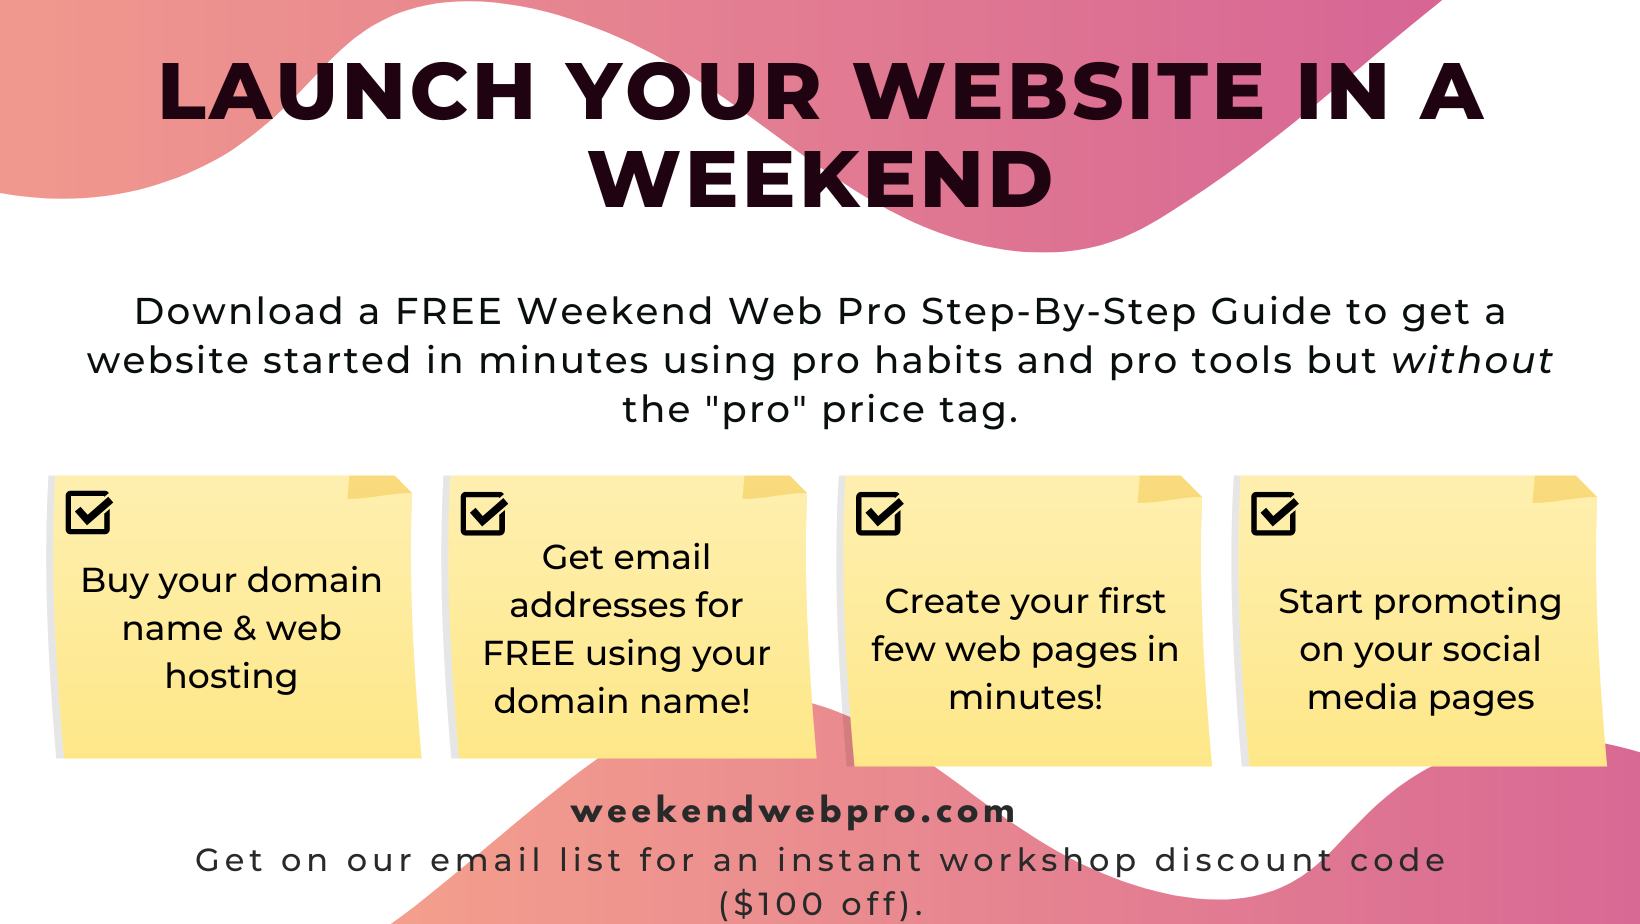 LAUNCH YOUR WEBSITE IN A
WEEKEND
Download a FREE Weekend Web Pro Step-By-Step Guide to get a
website started in minutes using pro habits and pro tools but without
the "pro" price tag.
Buy your domain
name & web
hosting
Get email
addresses for
FREE using your
domain name!
Create your first
few web pages in
minutes!
Start promoting
on your social
media pages
weekendwebpro.com
Get on our email list for an instant workshop discount code
($100 off).